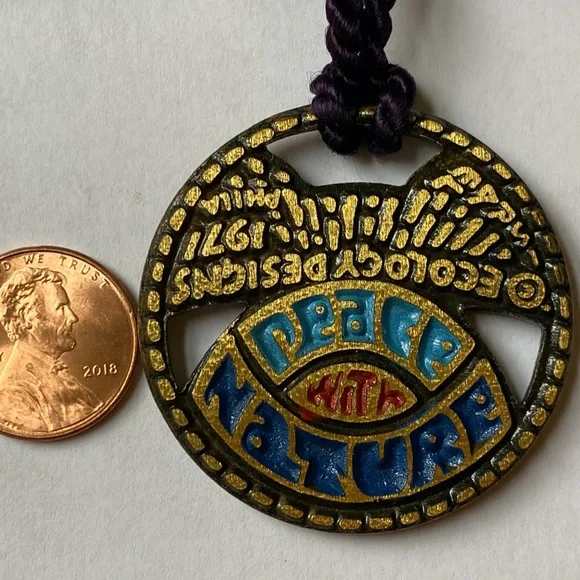 WE TRUST
2018
peace
with
NATURE
© ECOLOGY DESIGNS
1971